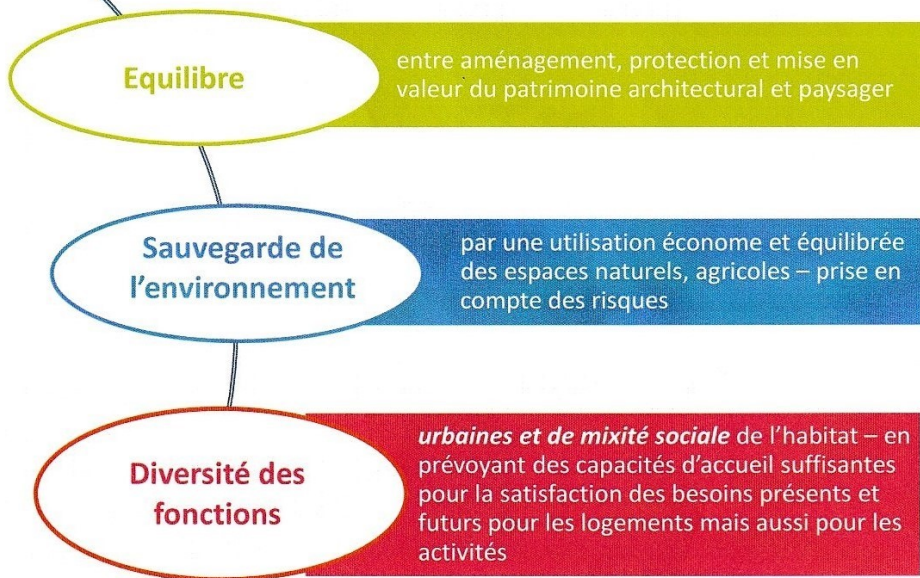 Equilibre
entre aménagement, protection et mise en
valeur du patrimoine architectural et paysager
Sauvegarde de
l'environnement
par une utilisation économe et équilibrée
des espaces naturels, agricoles – prise en
compte des risques
Diversité des
fonctions
urbaines et de mixité sociale de l'habitat – en
prévoyant des capacités d'accueil suffisantes
pour la satisfaction des besoins présents et
futurs pour les logements mais aussi pour les
activités